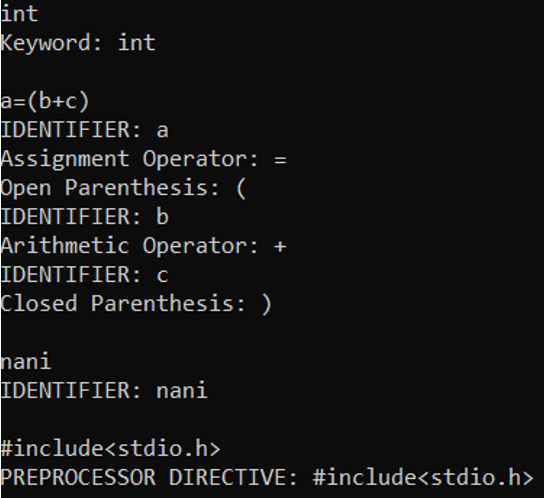 int
Keyword: int
a=(b+c)
IDENTIFIER: a
Assignment Operator: =
Open Parenthesis: (
IDENTIFIER: b
Arithmetic Operator: +
IDENTIFIER: c
Closed Parenthesis: )
nani
IDENTIFIER: nani
#include<stdio.h>
PREPROCESSOR DIRECTIVE: #include<stdio.h>